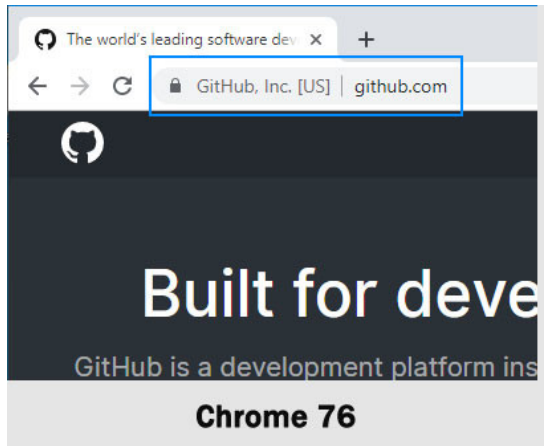 The world's leading software dev
GitHub, Inc. [US] | github.com
Built for deve
GitHub is a development platform ins
Chrome 76